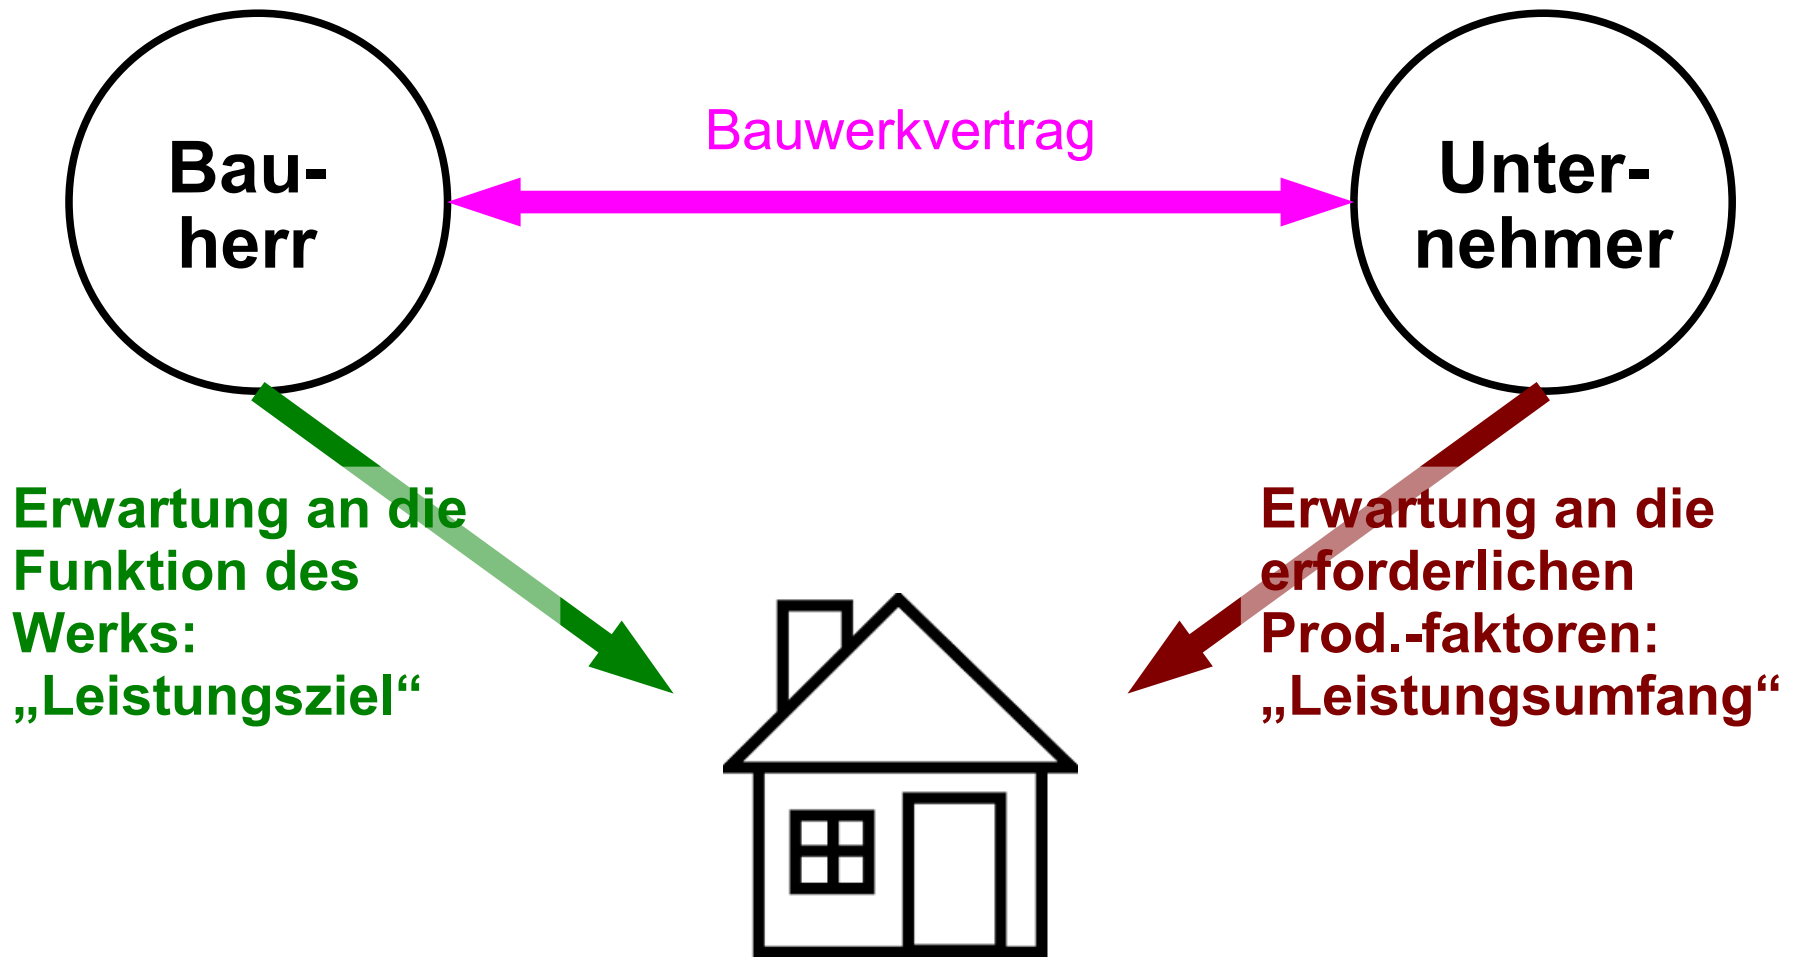 Bau-
herr
Bauwerkvertrag
Unter-
nehmer
Erwartung an die
Funktion des
Werks:
„Leistungsziel“
Erwartung an die
erforderlichen
Prod.-faktoren:
„Leistungsumfang“